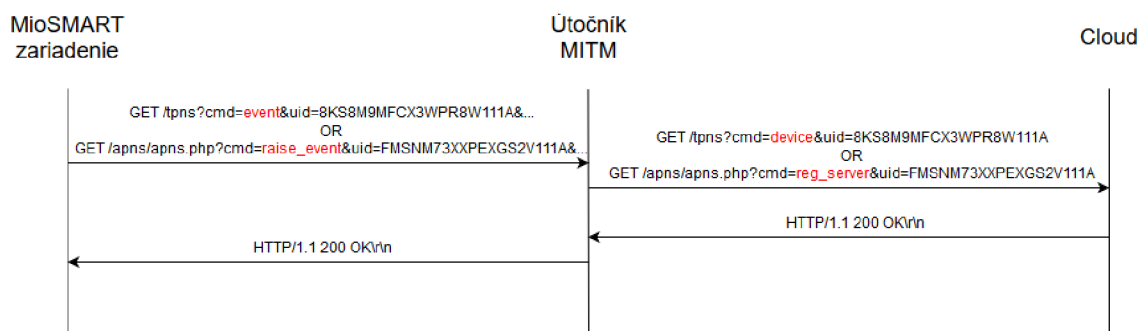 MioSMART
zariadenie
Útočník
MITM
Cloud
GET /tpns?cmd=event&uid=8KS8M9MFCX3WPR8W111A&...
OR
GET /apns/apns.php?cmd=raise_event&uid=FMSNM73XXPEXGS2V111A&...
GET /tpns?cmd=device&uid=8KS8M9MFCX3WPR8W111A
OR
GET /apns/apns.php?cmd=reg_server&uid=FMSNM73XXPEXGS2V111A
HTTP/1.1 200 OK\r\n
HTTP/1.1 200 OK\r\n